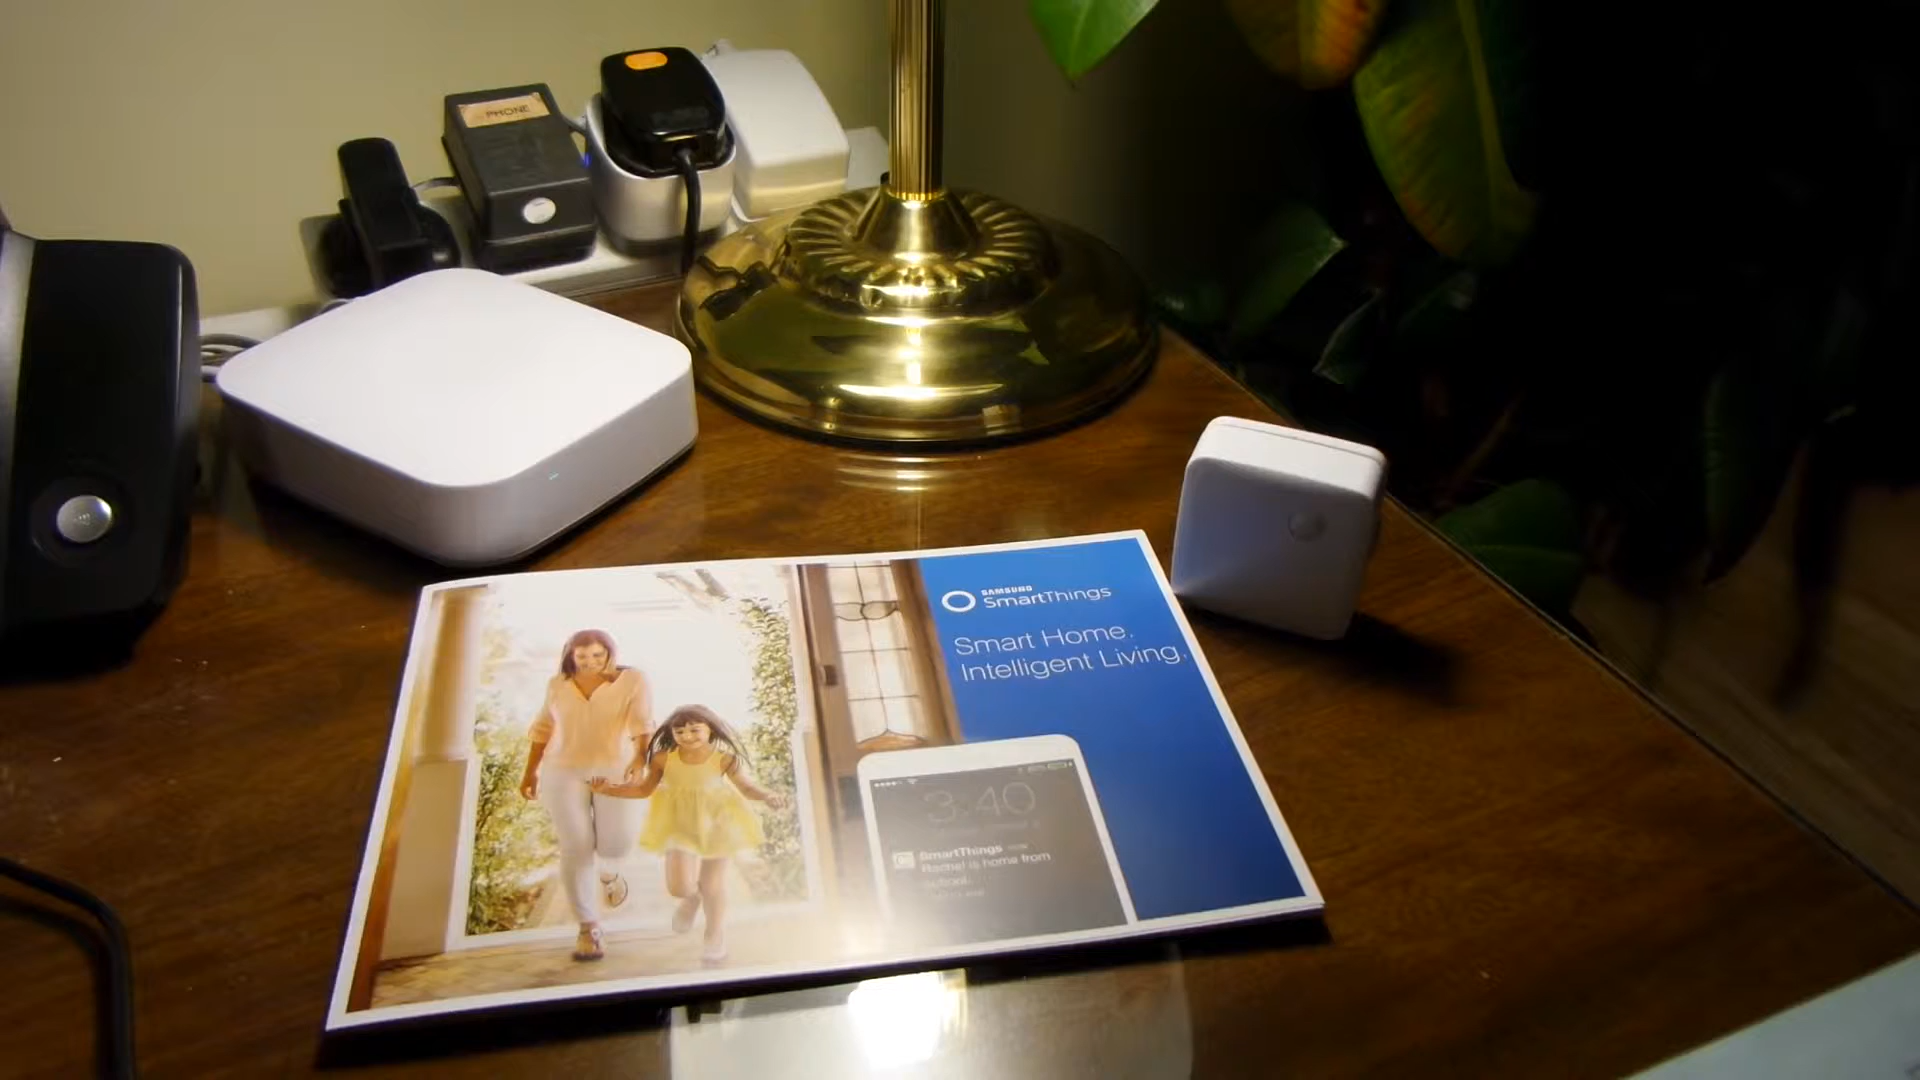 PHONE
SAMSUNG
SmartThings
Smart Home.
Intelligent Living.
3:40
SmartThings
Rachel is home from
school.